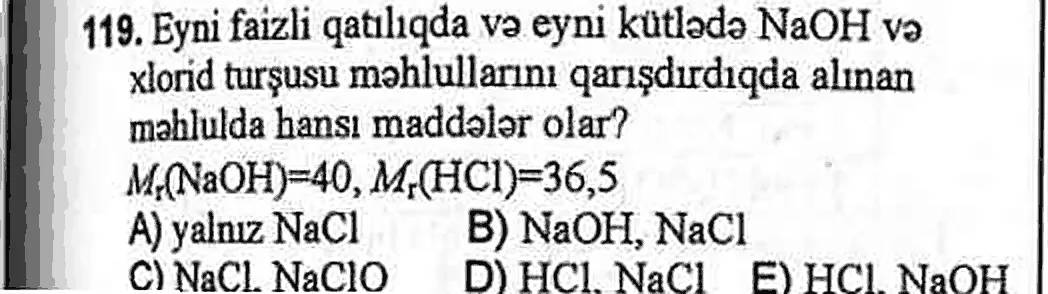 119. Eyni faizli qatılıqda və eyni kütlədə NaOH və
xlorid turşusu məhlullarını qarışdırdıqda alınan
məhlulda hansı maddələr olar?
Mᵣ(NaOH)=40, Mᵣ(HCl)=36,5
A) yalnız NaCl B) NaOH, NaCl
C) NaCl, NaClO D) HCl, NaCl E) HCl, NaOH